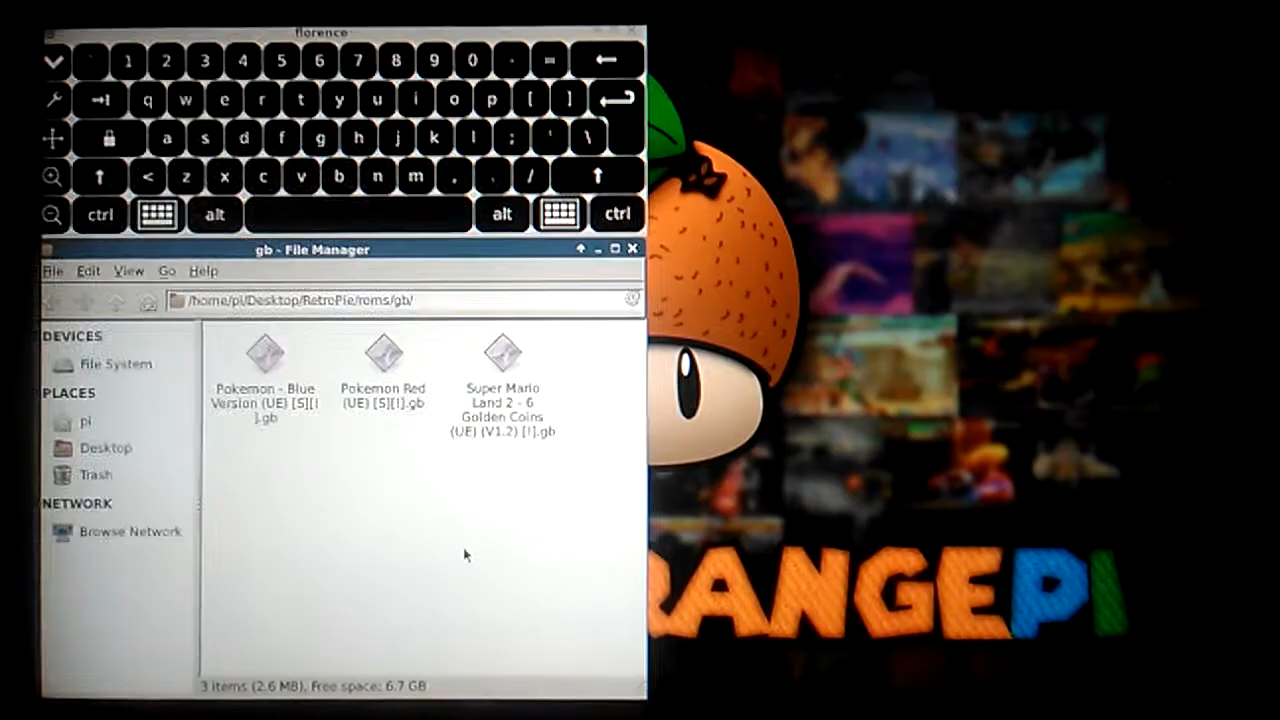 florence
1 2 3 4 5 6 7 8 9 0 - =
q w e r t y u i o p [ ]
a s d f g h j k l ; ' \
< z x c v b n m , . /
ctrl alt alt ctrl
gb - File Manager
File Edit View Go Help
/home/pi/Desktop/RetroPie/roms/gb/
DEVICES
File System
PLACES
pi
Desktop
Trash
NETWORK
Browse Network
Pokemon - Blue
Version (UE) [S][!
].gb
Pokemon Red
(UE) [S][!].gb
Super Mario
Land 2 - 6
Golden Coins
(UE) (V1.2) [!].gb
3 items (2.6 MB), Free space: 6.7 GB
RANGEPI